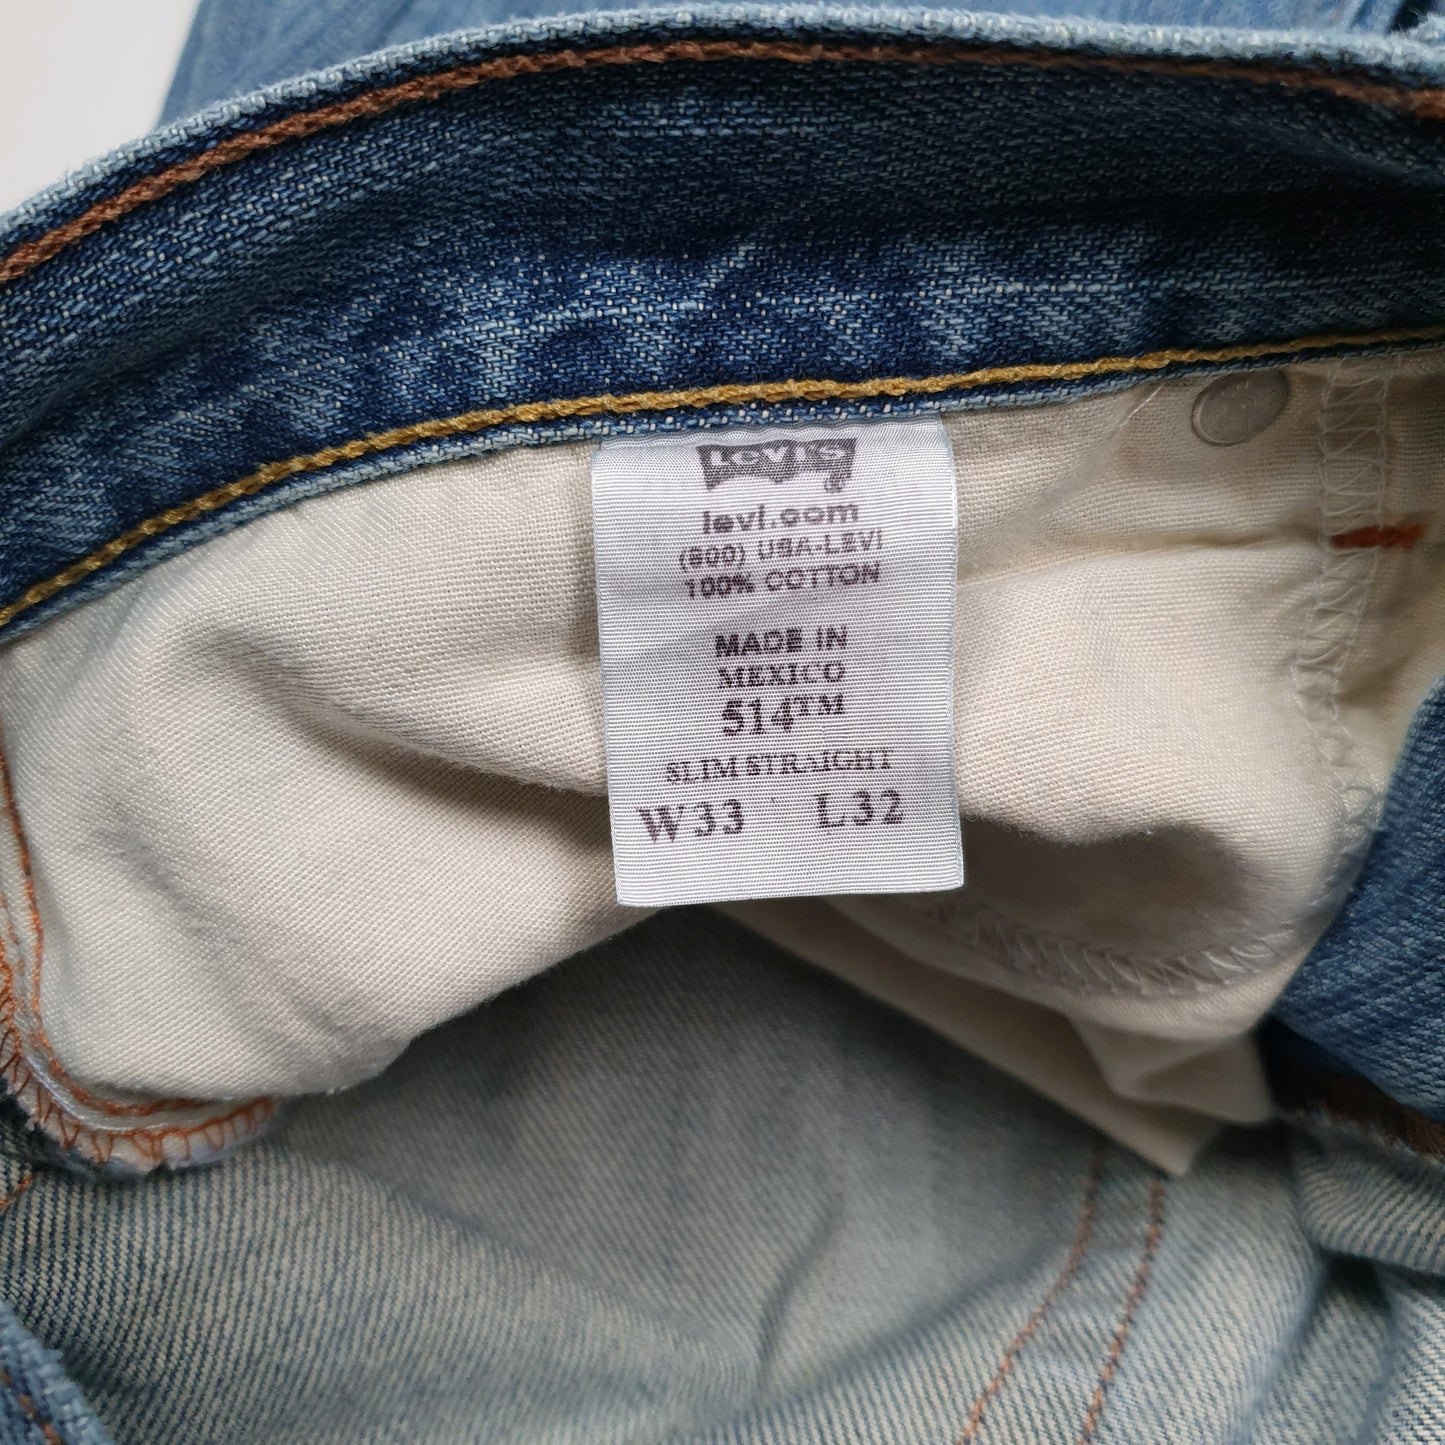 Levi's
levi.com
(800) USA-LEVI
100% COTTON
MADE IN
MEXICO
514™
SLIM STRAIGHT
W33 L32